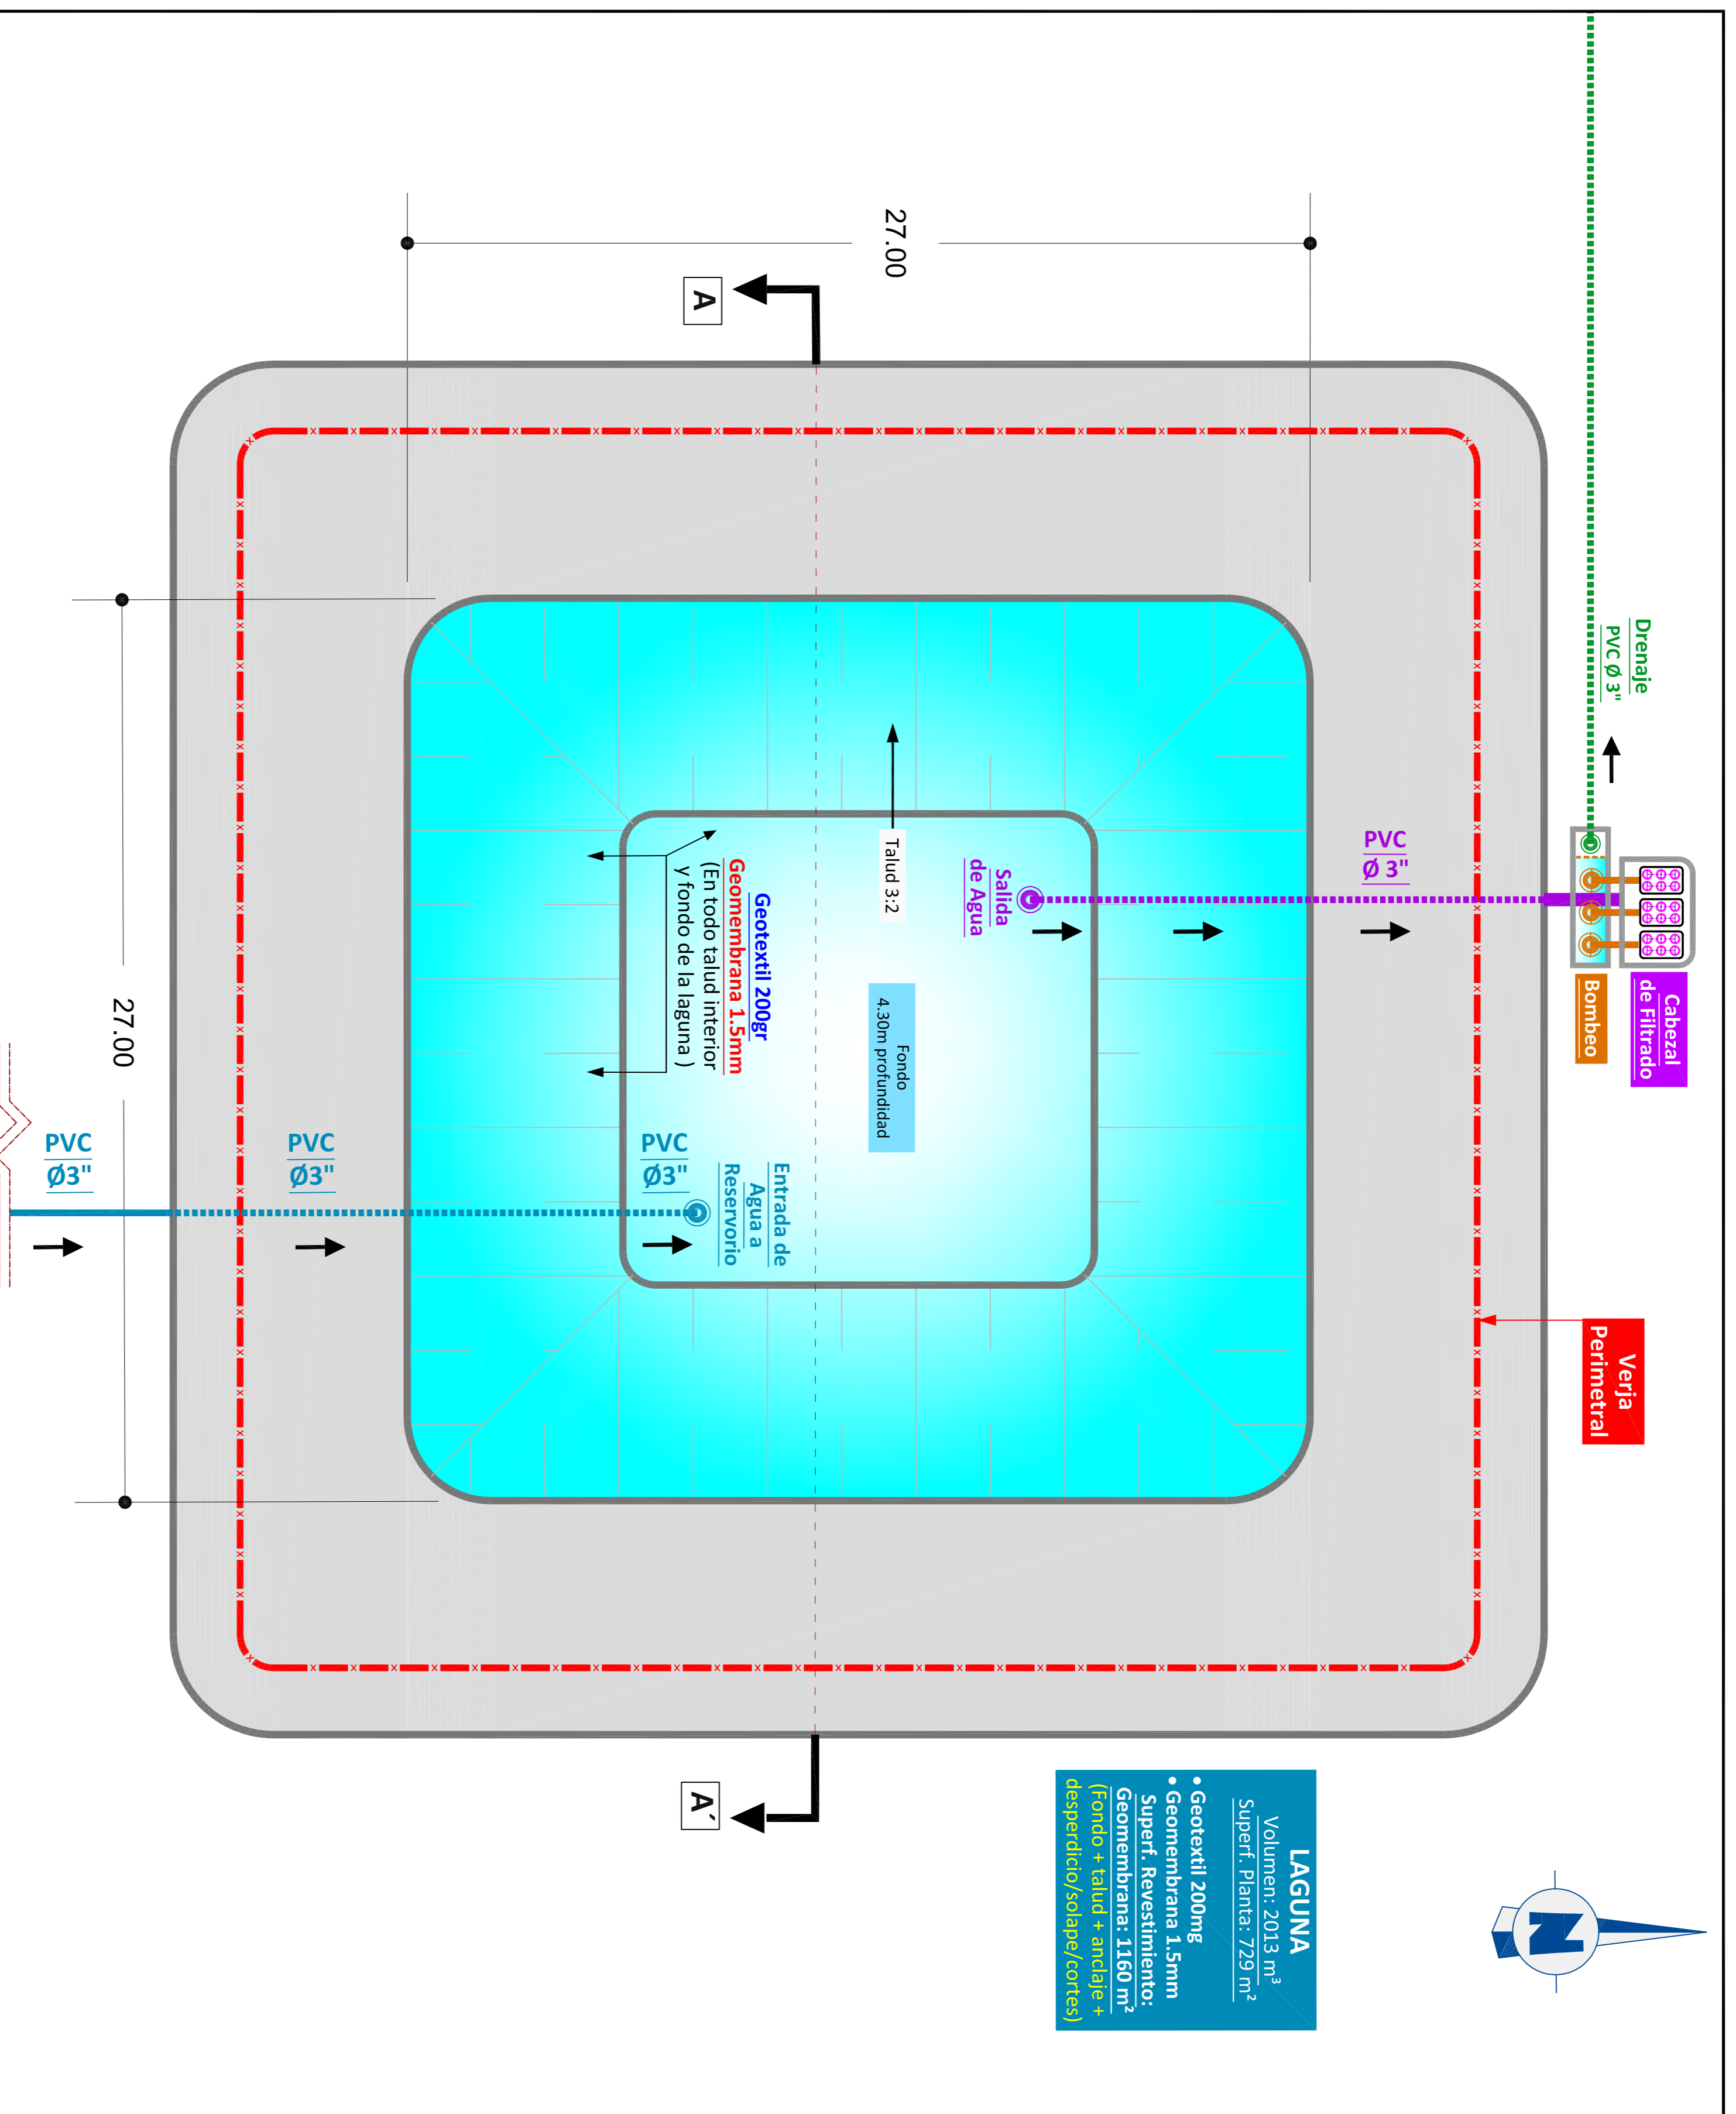 27.00
A
Drenaje
PVC Ø 3"
PVC
Ø 3"
Cabezal
de Filtrado
Bombeo
Talud 3:2
Salida
de Agua
Geotextil 200gr
Geomembrana 1.5mm
(En todo talud interior
y fondo de la laguna )
Fondo
4.30m profundidad
27.00
PVC
Ø3"
PVC
Ø3"
PVC
Ø3"
Entrada de
Agua a
Reservorio
Verja
Perimetral
A´
LAGUNA
Volumen: 2013 m³
Superf. Planta: 729 m²
• Geotextil 200mg
• Geomembrana 1.5mm
Superf. Revestimiento:
Geomembrana: 1160 m²
(Fondo + talud + anclaje +
desperdicio/solape/cortes)
N